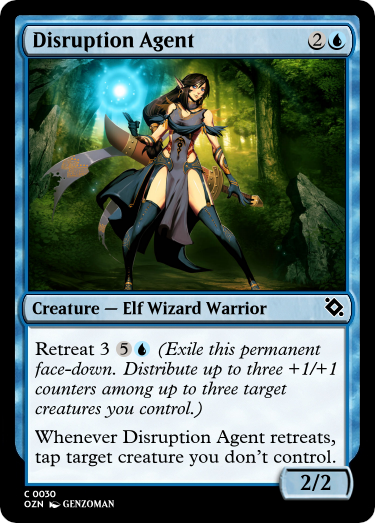 Disruption Agent 2
Creature — Elf Wizard Warrior
Retreat 3 5 (Exile this permanent
face-down. Distribute up to three +1/+1
counters among up to three target
creatures you control.)
Whenever Disruption Agent retreats,
tap target creature you don't control.
2/2
C 0030
OZN GENZOMAN